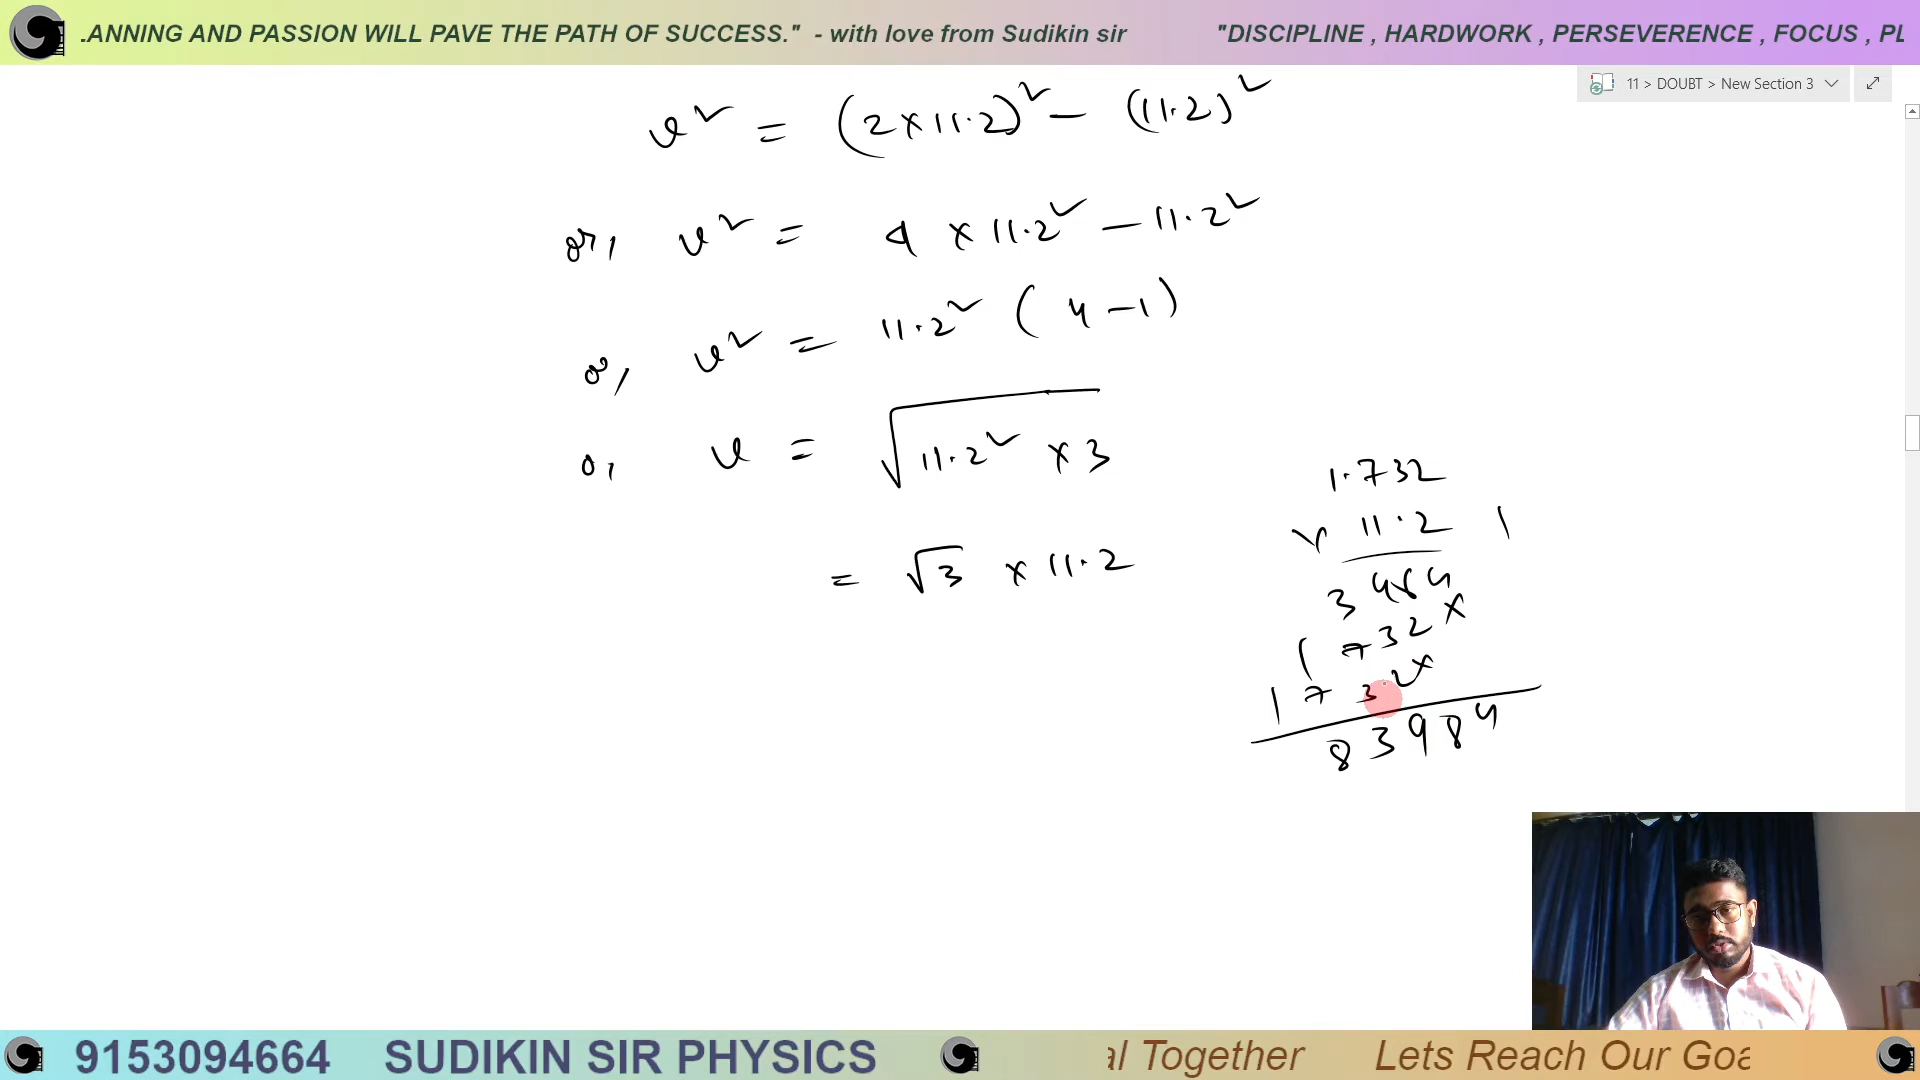 .ANNING AND PASSION WILL PAVE THE PATH OF SUCCESS." - with love from Sudikin sir "DISCIPLINE , HARDWORK , PERSEVERENCE , FOCUS , PL
11 > DOUBT > New Section 3
v² = (2×11.2)² − (11.2)²
or, v² = 4 × 11.2² − 11.2²
or, v² = 11.2² (4−1)
or, v = √11.2² × 3
= √3 × 11.2
1.732
× 11.2 1
3464
1732×
1732×
83984
9153094664 SUDIKIN SIR PHYSICS al Together Lets Reach Our Goa